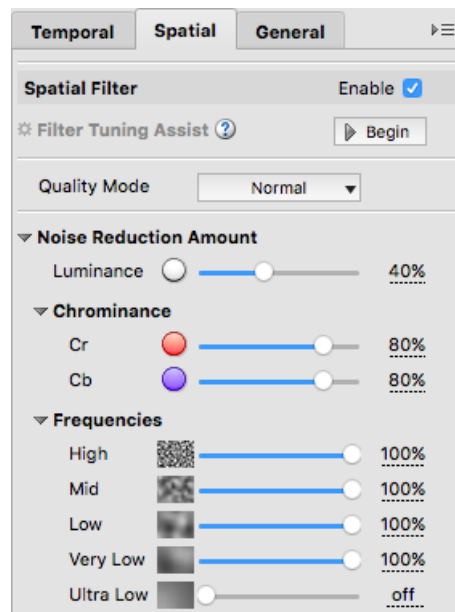 Temporal Spatial General
Spatial Filter Enable
Filter Tuning Assist ? Begin
Quality Mode Normal
Noise Reduction Amount
Luminance 40%
Chrominance
Cr 80%
Cb 80%
Frequencies
High 100%
Mid 100%
Low 100%
Very Low 100%
Ultra Low off